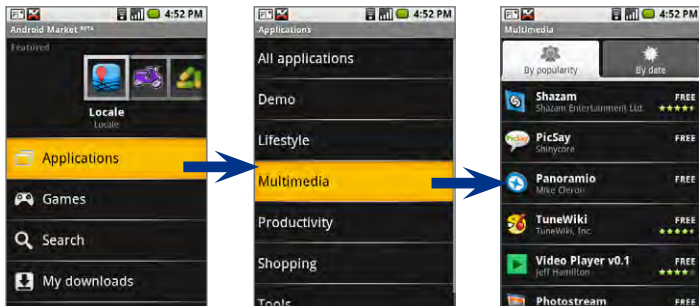 4:52 PM
Android Market BETA
Featured
Locale
Locale
Applications
Games
Search
My downloads
4:52 PM
Applications
All applications
Demo
Lifestyle
Multimedia
Productivity
Shopping
Tools
4:52 PM
Multimedia
By popularity
By date
Shazam FREE
Shazam Entertainment Ltd.
PicSay FREE
Shinycore
Panoramio FREE
Mike Cleron
TuneWiki FREE
TuneWiki, Inc.
Video Player v0.1 FREE
Jeff Hamilton
Photostream FREE